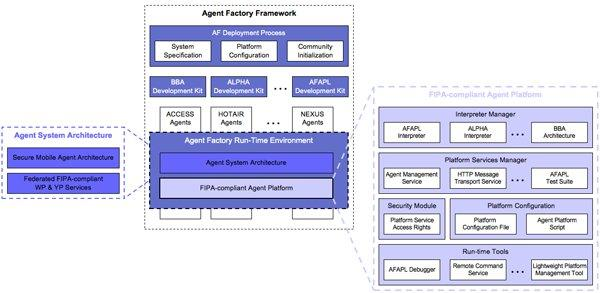 Agent Factory Framework
AF Deployment Process
System
Specification
Platform
Configuration
Community
Initialization
BBA
Development Kit
ALPHA
Development Kit
AFAPL
Development Kit
ACCESS
Agents
HOTAIR
Agents
NEXUS
Agents
Agent Factory Run-Time Environment
Agent System Architecture
FIPA-compliant Agent Platform
Agent System Architecture
Secure Mobile Agent Architecture
Federated FIPA-compliant
WP & YP Services
FIPA-compliant Agent Platform
Interpreter Manager
AFAPL
Interpreter
ALPHA
Interpreter
BBA
Architecture
Platform Services Manager
Agent Management
Service
HTTP Message
Transport Service
AFAPL
Test Suite
Security Module
Platform Service
Access Rights
Platform Configuration
Platform
Configuration File
Agent Platform
Script
Run-time Tools
AFAPL Debugger
Remote Command
Service
Lightweight Platform
Management Tool